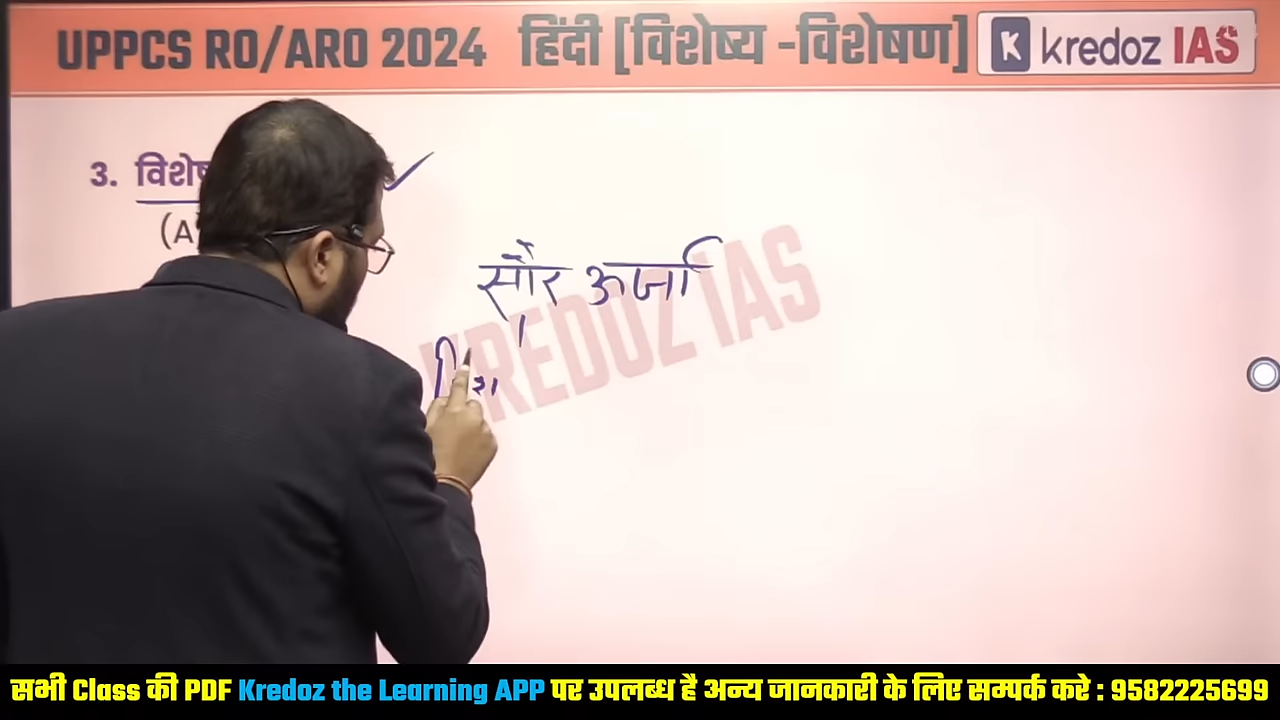 UPPCS RO/ARO 2024 हिंदी [विशेष्य -विशेषण]
K kredoz IAS
3. विशे
(A
सौर ऊर्जा
KREDOZ IAS
सभी Class की PDF Kredoz the Learning APP पर उपलब्ध है अन्य जानकारी के लिए सम्पर्क करे : 9582225699